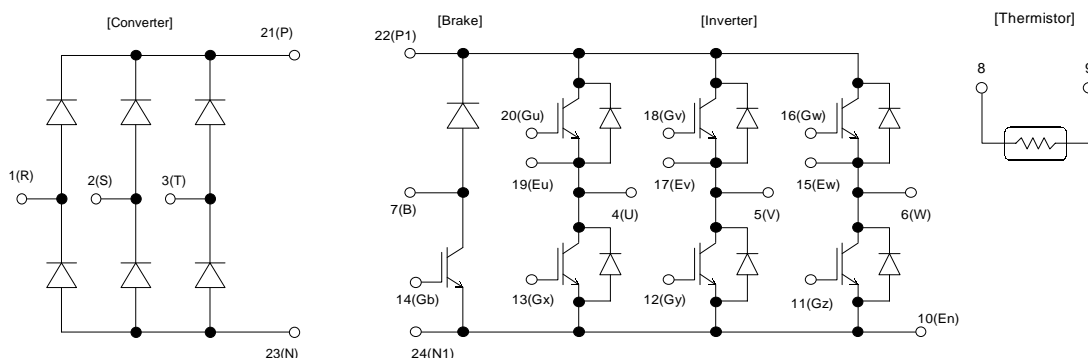 [Converter]
[Brake]
[Inverter]
[Thermistor]
21(P)
22(P1)
8
9
20(Gu)
18(Gv)
16(Gw)
1(R)
2(S)
3(T)
19(Eu)
17(Ev)
15(Ew)
7(B)
4(U)
5(V)
6(W)
14(Gb)
13(Gx)
12(Gy)
11(Gz)
10(En)
23(N)
24(N1)